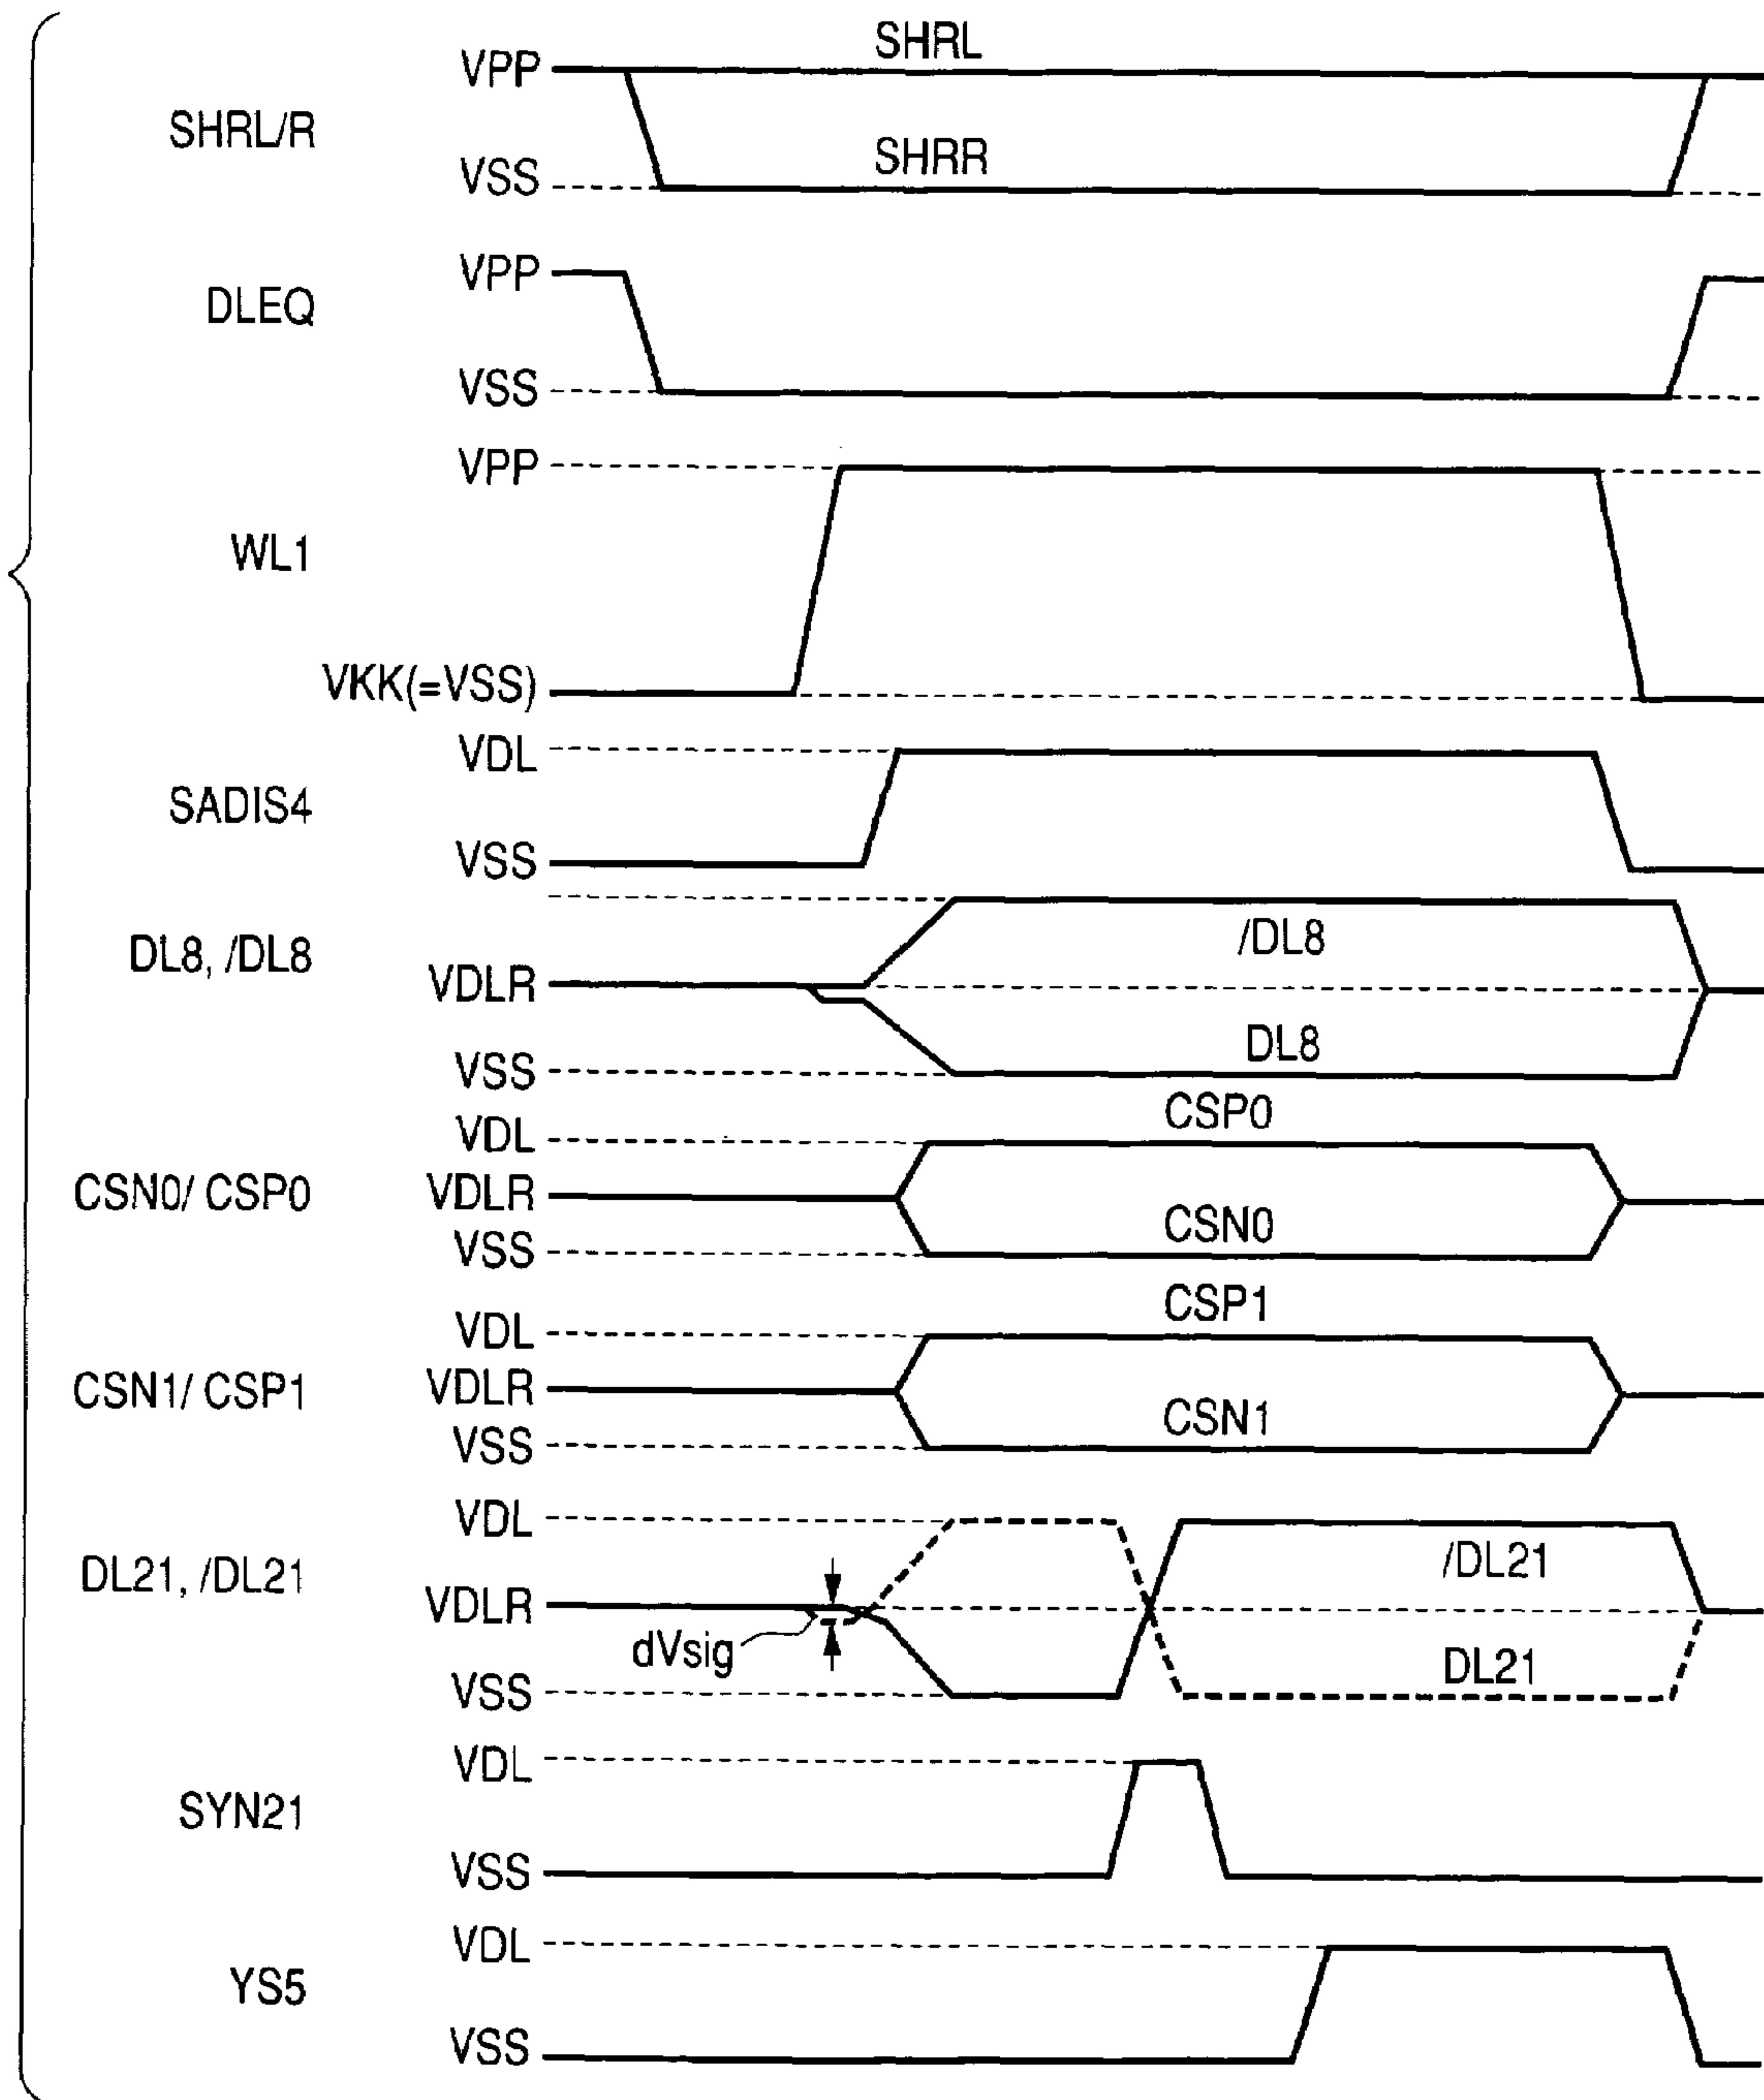 SHRL
VPP
SHRL/R
SHRR
VSS
VPP
DLEQ
VSS
VPP
WL1
VKK(=VSS)
VDL
SADIS4
VSS
/DL8
DL8, /DL8
VDLR
DL8
VSS
CSP0
VDL
CSN0/ CSP0
VDLR
CSN0
VSS
CSP1
VDL
CSN1/ CSP1
VDLR
CSN1
VSS
VDL
/DL21
DL21, /DL21
VDLR
dVsig
DL21
VSS
VDL
SYN21
VSS
VDL
YS5
VSS